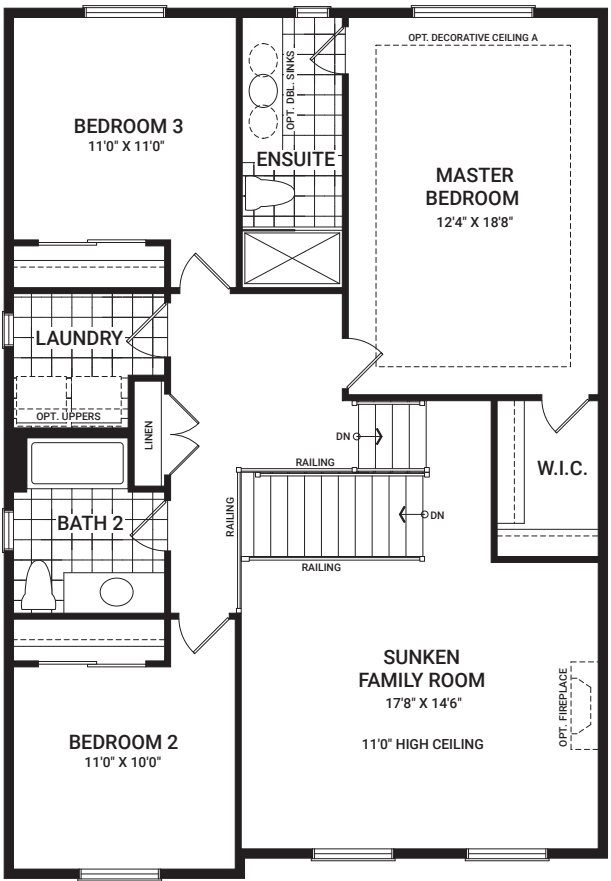 OPT. DECORATIVE CEILING A
OPT. DBL. SINKS
BEDROOM 3
11'0" X 11'0"
ENSUITE
MASTER
BEDROOM
12'4" X 18'8"
LAUNDRY
OPT. UPPERS
LINEN
DN
RAILING
W.I.C.
RAILING
DN
BATH 2
RAILING
SUNKEN
FAMILY ROOM
17'8" X 14'6"
11'0" HIGH CEILING
OPT. FIREPLACE
BEDROOM 2
11'0" X 10'0"